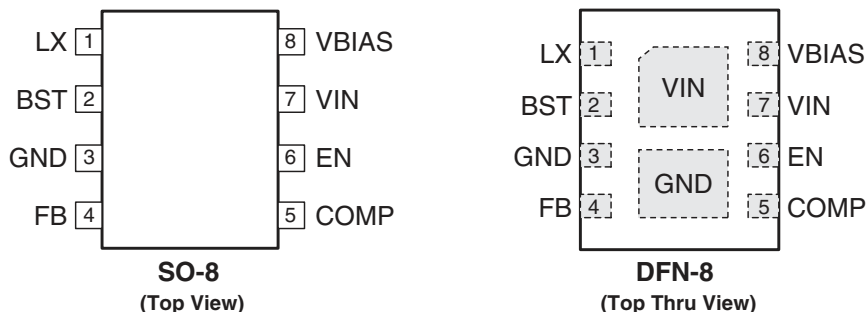 LX 1 8 VBIAS
BST 2 7 VIN
GND 3 6 EN
FB 4 5 COMP
SO-8
(Top View)
LX 1 8 VBIAS
VIN
BST 2 7 VIN
GND 3 6 EN
GND
FB 4 5 COMP
DFN-8
(Top Thru View)